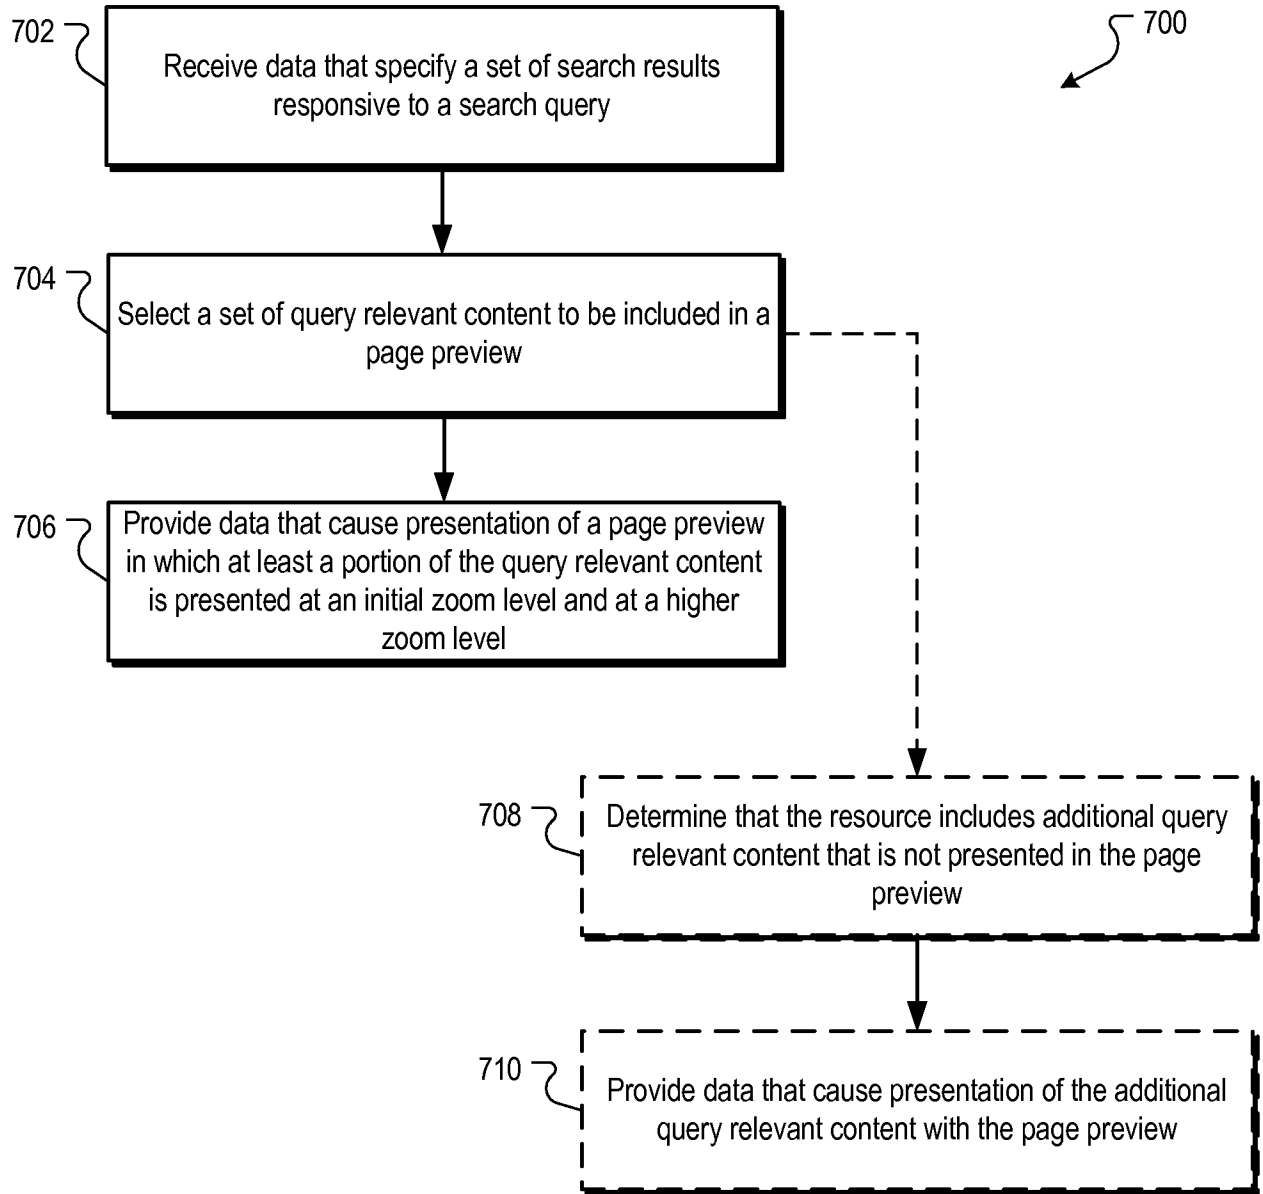 700
702
Receive data that specify a set of search results
responsive to a search query
704
Select a set of query relevant content to be included in a
page preview
706
Provide data that cause presentation of a page preview
in which at least a portion of the query relevant content
is presented at an initial zoom level and at a higher
zoom level
708
Determine that the resource includes additional query
relevant content that is not presented in the page
preview
710
Provide data that cause presentation of the additional
query relevant content with the page preview